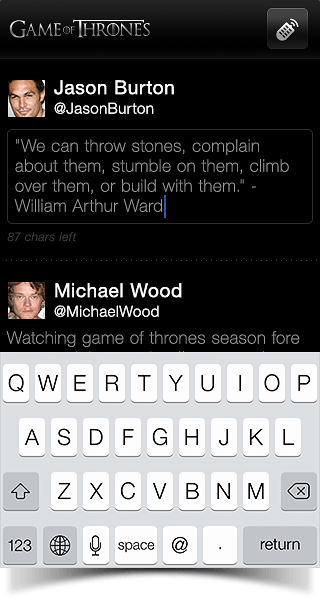 GAME OF THRONES
Jason Burton
@JasonBurton
"We can throw stones, complain
about them, stumble on them, climb
over them, or build with them." -
William Arthur Ward
87 chars left
Michael Wood
@MichaelWood
Watching game of thrones season fore
Q W E R T Y U I O P
A S D F G H J K L
Z X C V B N M
123 space @ . return